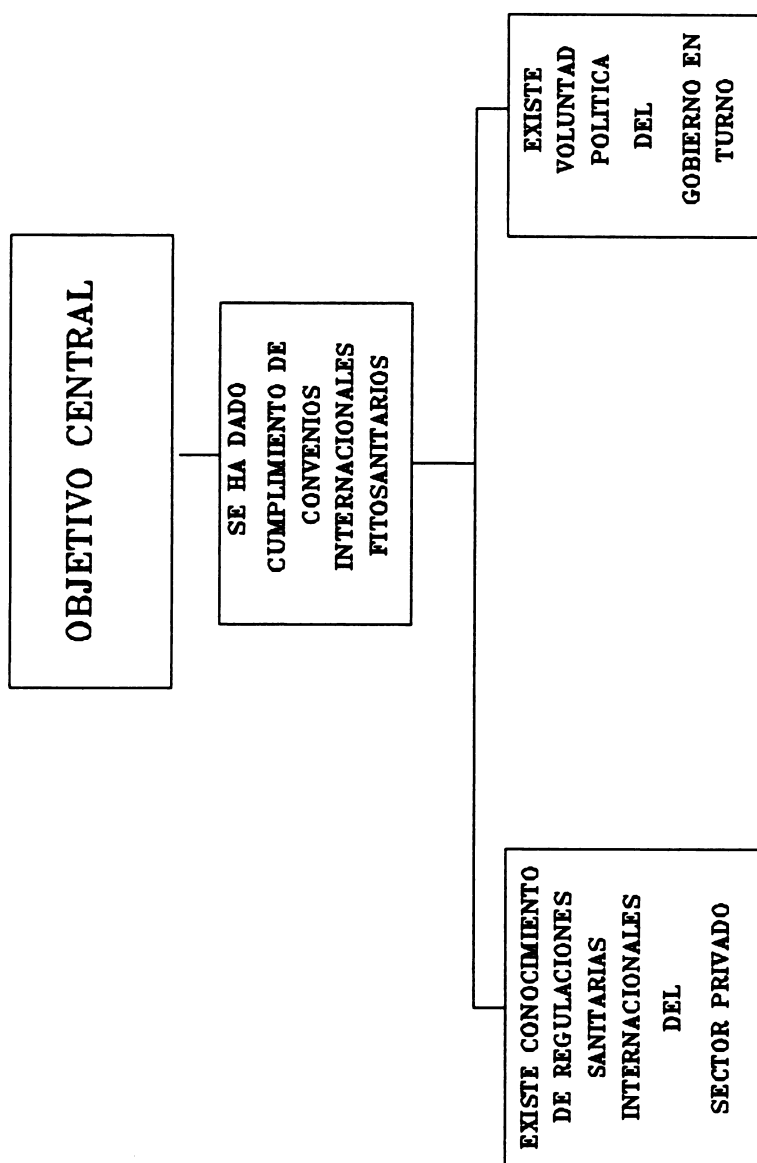 OBJETIVO CENTRAL
SE HA DADO
CUMPLIMIENTO DE
CONVENIOS
INTERNACIONALES
FITOSANITARIOS
EXISTE CONOCIMIENTO
DE REGULACIONES
SANITARIAS
INTERNACIONALES
DEL
SECTOR PRIVADO
EXISTE
VOLUNTAD
POLITICA
DEL
GOBIERNO EN
TURNO